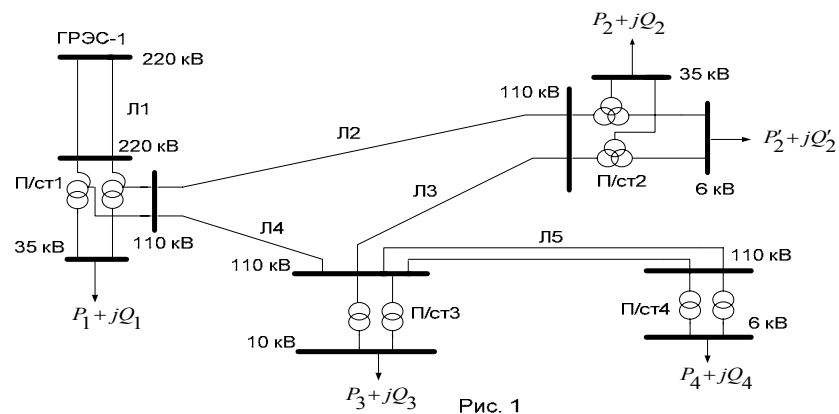 ГРЭС-1
220 кВ
Л1
220 кВ
П/ст1
110 кВ
35 кВ
P1 + jQ1
Л2
Л3
Л4
Л5
P2 + jQ2
35 кВ
110 кВ
П/ст2
6 кВ
P′2 + jQ′2
110 кВ
П/ст3
10 кВ
P3 + jQ3
110 кВ
П/ст4
6 кВ
P4 + jQ4
Рис. 1